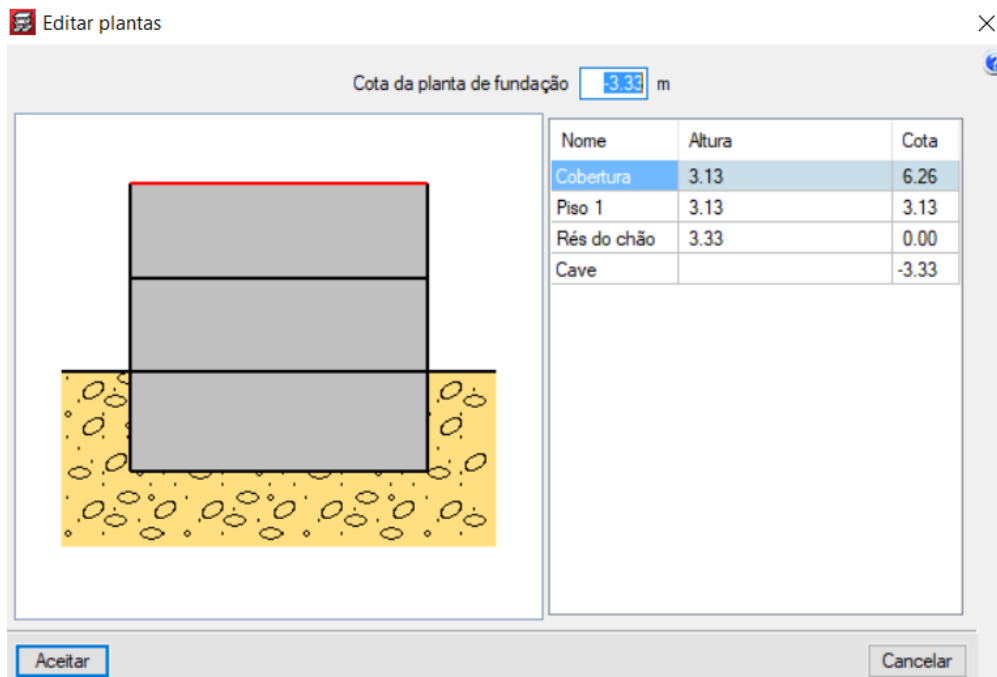 Editar plantas
Cota da planta de fundação -3.33 m
Nome Altura Cota
Cobertura 3.13 6.26
Piso 1 3.13 3.13
Rés do chão 3.33 0.00
Cave -3.33
Aceitar Cancelar